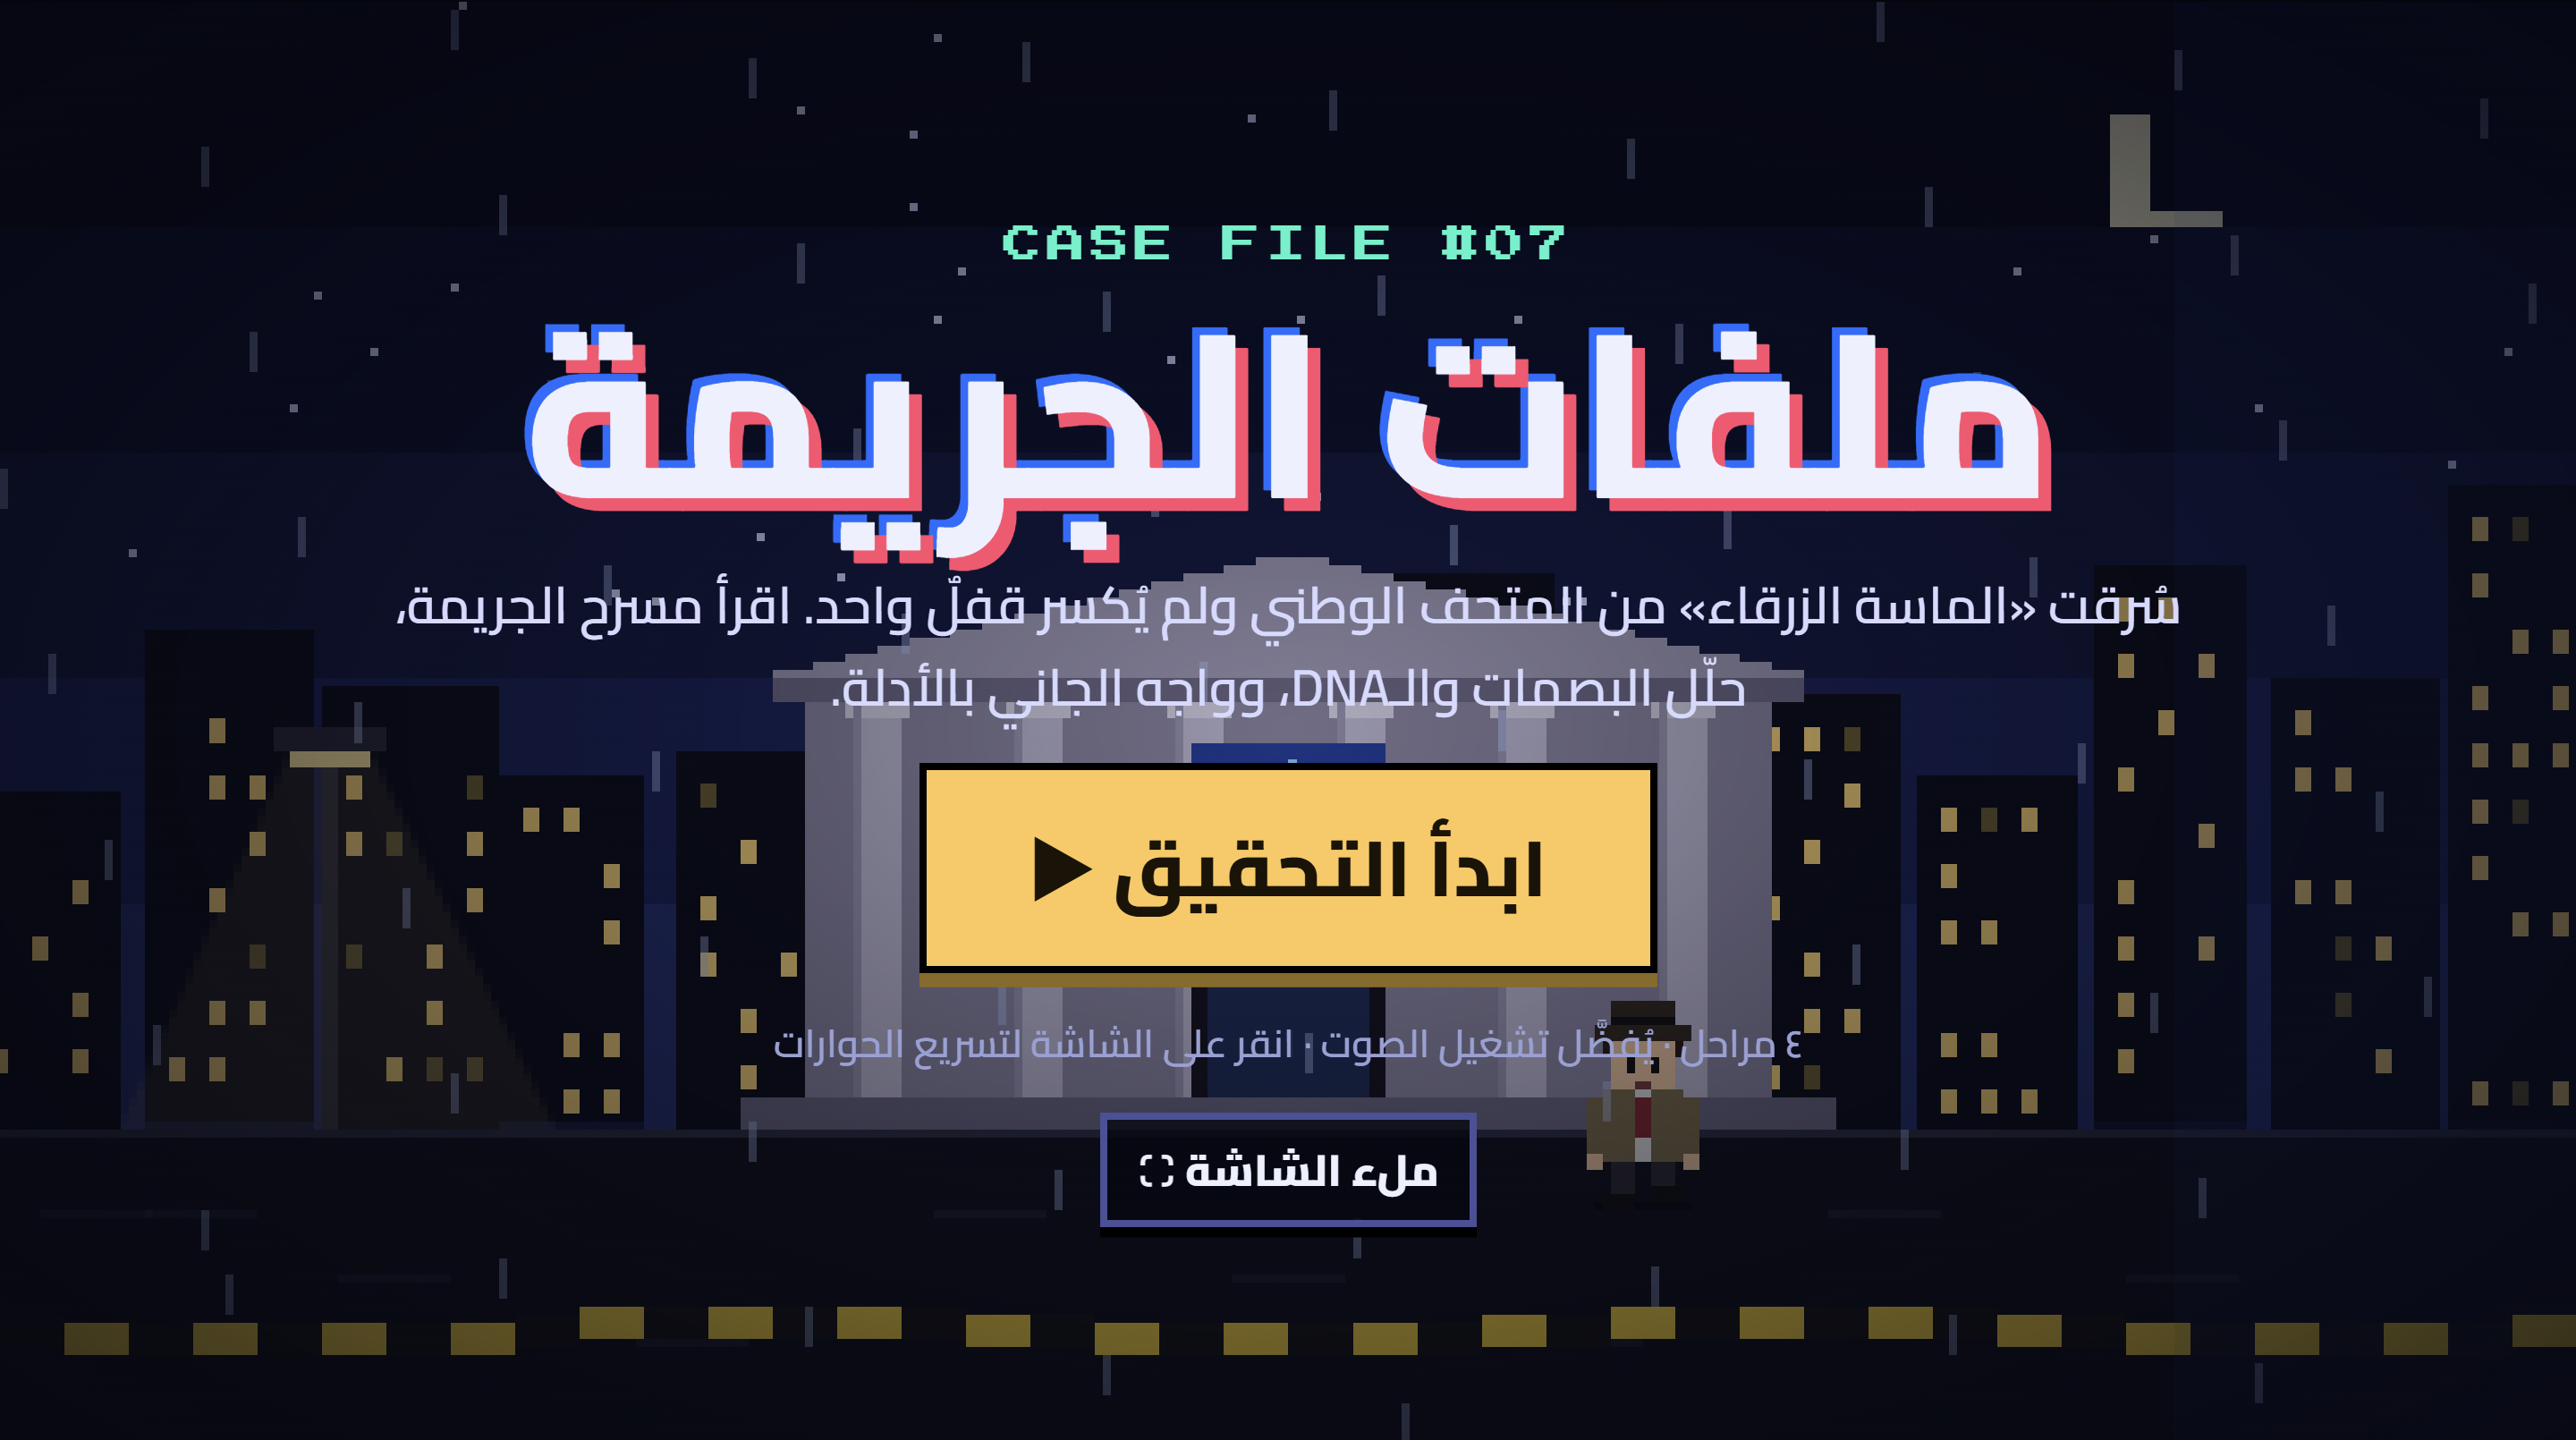 CASE FILE #07
ملفات الجريمة
سُرقت «الماسة الزرقاء» من المتحف الوطني ولم يُكسر قفلٌ واحد. اقرأ مسرح الجريمة،
حلّل البصمات والـDNA، وواجه الجاني بالأدلة.
ابدأ التحقيق ▶
٤ مراحل · يُفضَّل تشغيل الصوت · انقر على الشاشة لتسريع الحوارات
ملء الشاشة ⛶